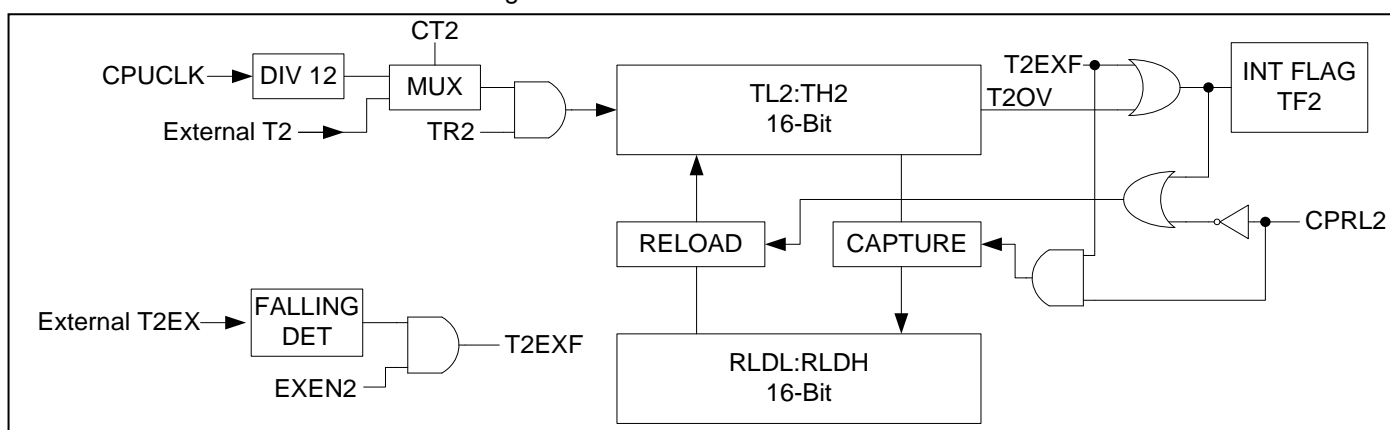 g
CT2
CPUCLK
DIV 12
MUX
External T2
TR2
TL2:TH2
16-Bit
T2EXF
T2OV
INT FLAG
TF2
RELOAD
CAPTURE
CPRL2
External T2EX
FALLING
DET
EXEN2
T2EXF
RLDL:RLDH
16-Bit